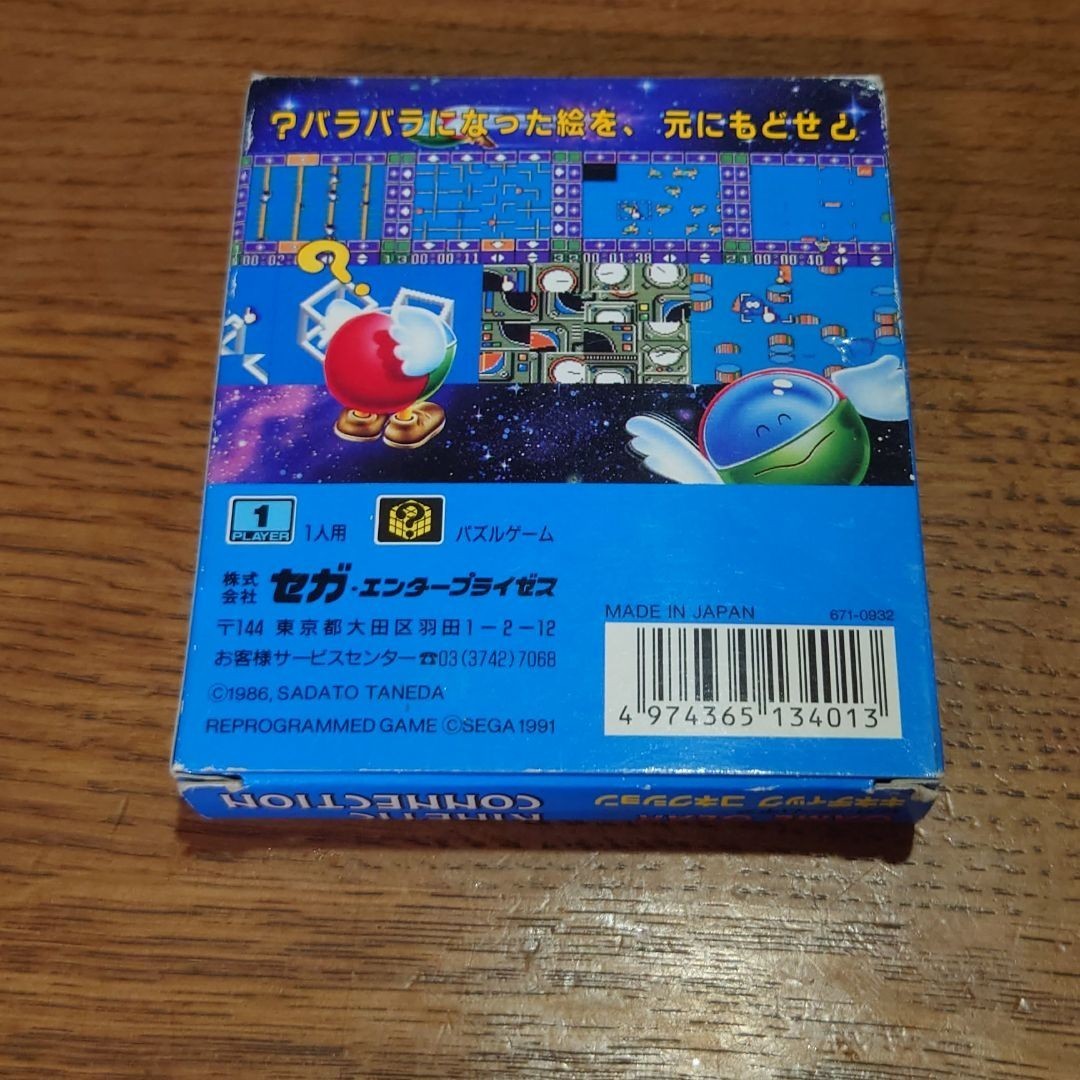 ?バラバラになった絵を、元にもどせ¿
13 00:00:11
00:01:38
21 00:00:40
?
1
PLAYER
1人用
パズルゲーム
株式会社 セガ・エンタープライゼス
〒144 東京都大田区羽田1-2-12
お客様サービスセンター☎03(3742)7068
©1986, SADATO TANEDA
REPROGRAMMED GAME ©SEGA 1991
MADE IN JAPAN 671-0932
4 974365 134013
KINETIC CONNECTION
キネティック コネクション
GAME GEAR